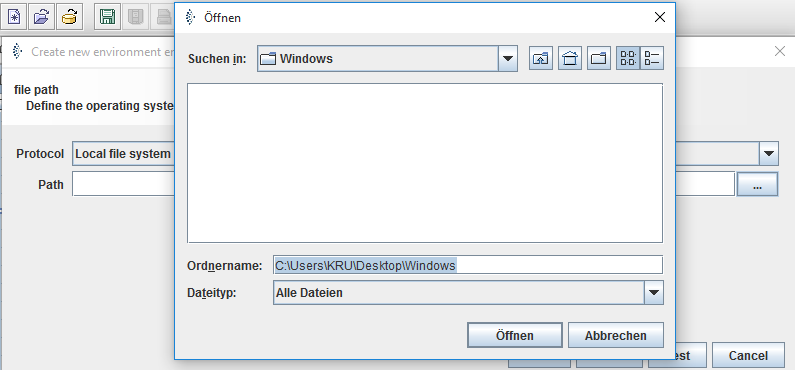 Öffnen
Create new environment en
Suchen in:
Windows
file path
Define the operating syste
Protocol
Local file system
Path
...
Ordnername:
C:\Users\KRU\Desktop\Windows
Dateityp:
Alle Dateien
Öffnen
Abbrechen
est
Cancel